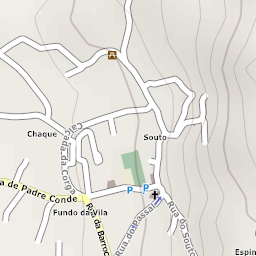 Chaque
Souto
Calçada da Corga
a de Padre Conde
P
P
Fundo da Vila
Rua da Barroc
Rua do Passal
Rua do Souto
Espin